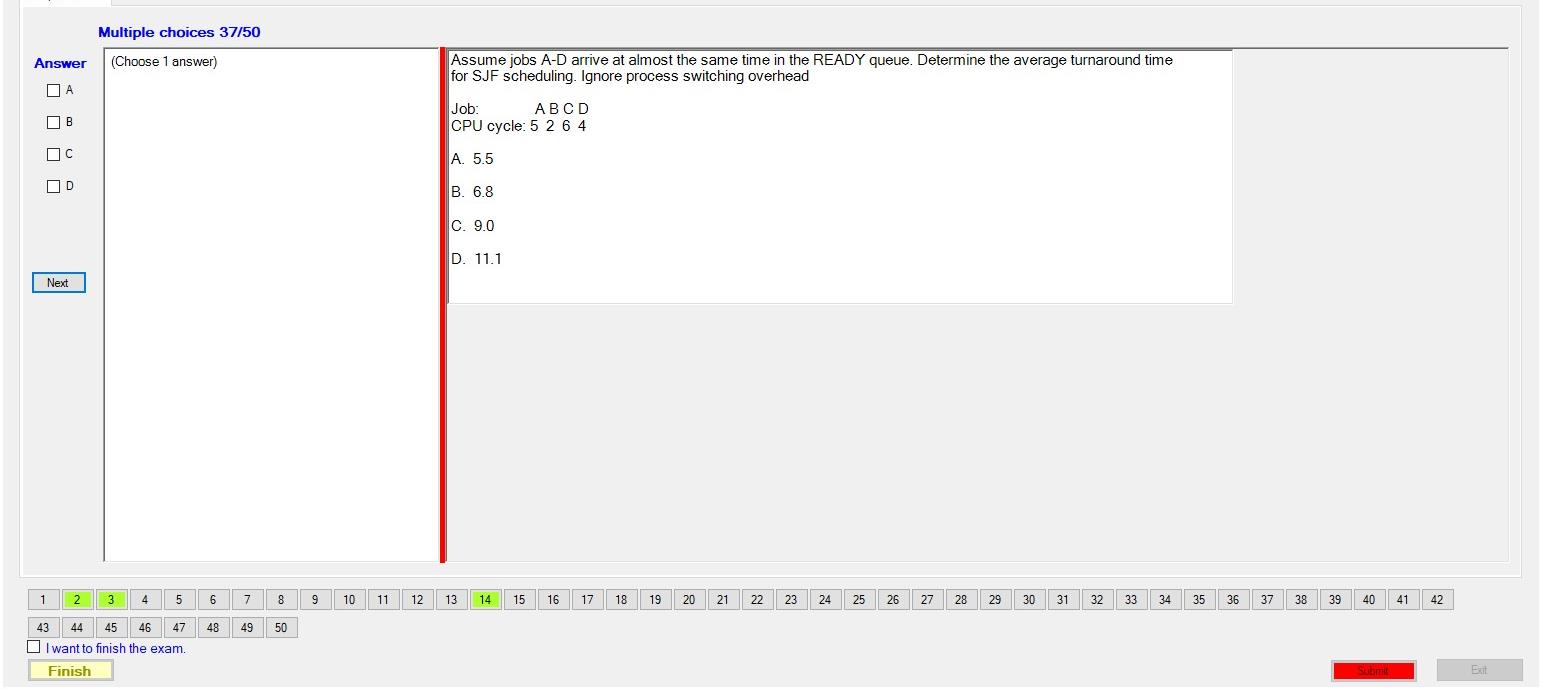 Multiple choices 37/50
Answer
(Choose 1 answer)
A
B
C
D
Next
Assume jobs A-D arrive at almost the same time in the READY queue. Determine the average turnaround time
for SJF scheduling. Ignore process switching overhead
Job: A B C D
CPU cycle: 5 2 6 4
A. 5.5
B. 6.8
C. 9.0
D. 11.1
1 2 3 4 5 6 7 8 9 10 11 12 13 14 15 16 17 18 19 20 21 22 23 24 25 26 27 28 29 30 31 32 33 34 35 36 37 38 39 40 41 42
43 44 45 46 47 48 49 50
I want to finish the exam.
Finish
Submit
Exit